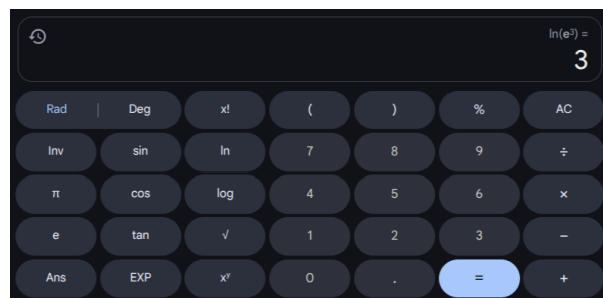 ln(e³) =
3
Rad | Deg x! ( ) % AC
Inv sin ln 7 8 9 ÷
π cos log 4 5 6 ×
e tan √ 1 2 3 −
Ans EXP xʸ 0 . = +